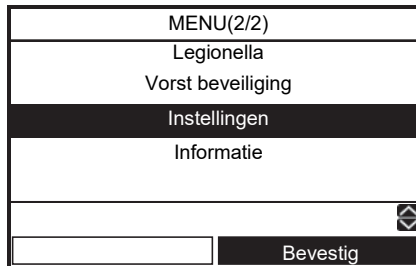 MENU(2/2)
Legionella
Vorst beveiliging
Instellingen
Informatie
Bevestig